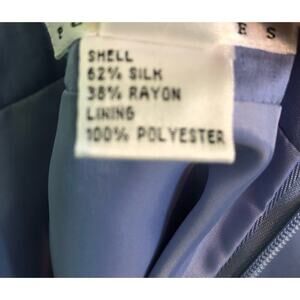 SHELL
62% SILK
38% RAYON
LINING
100% POLYESTER